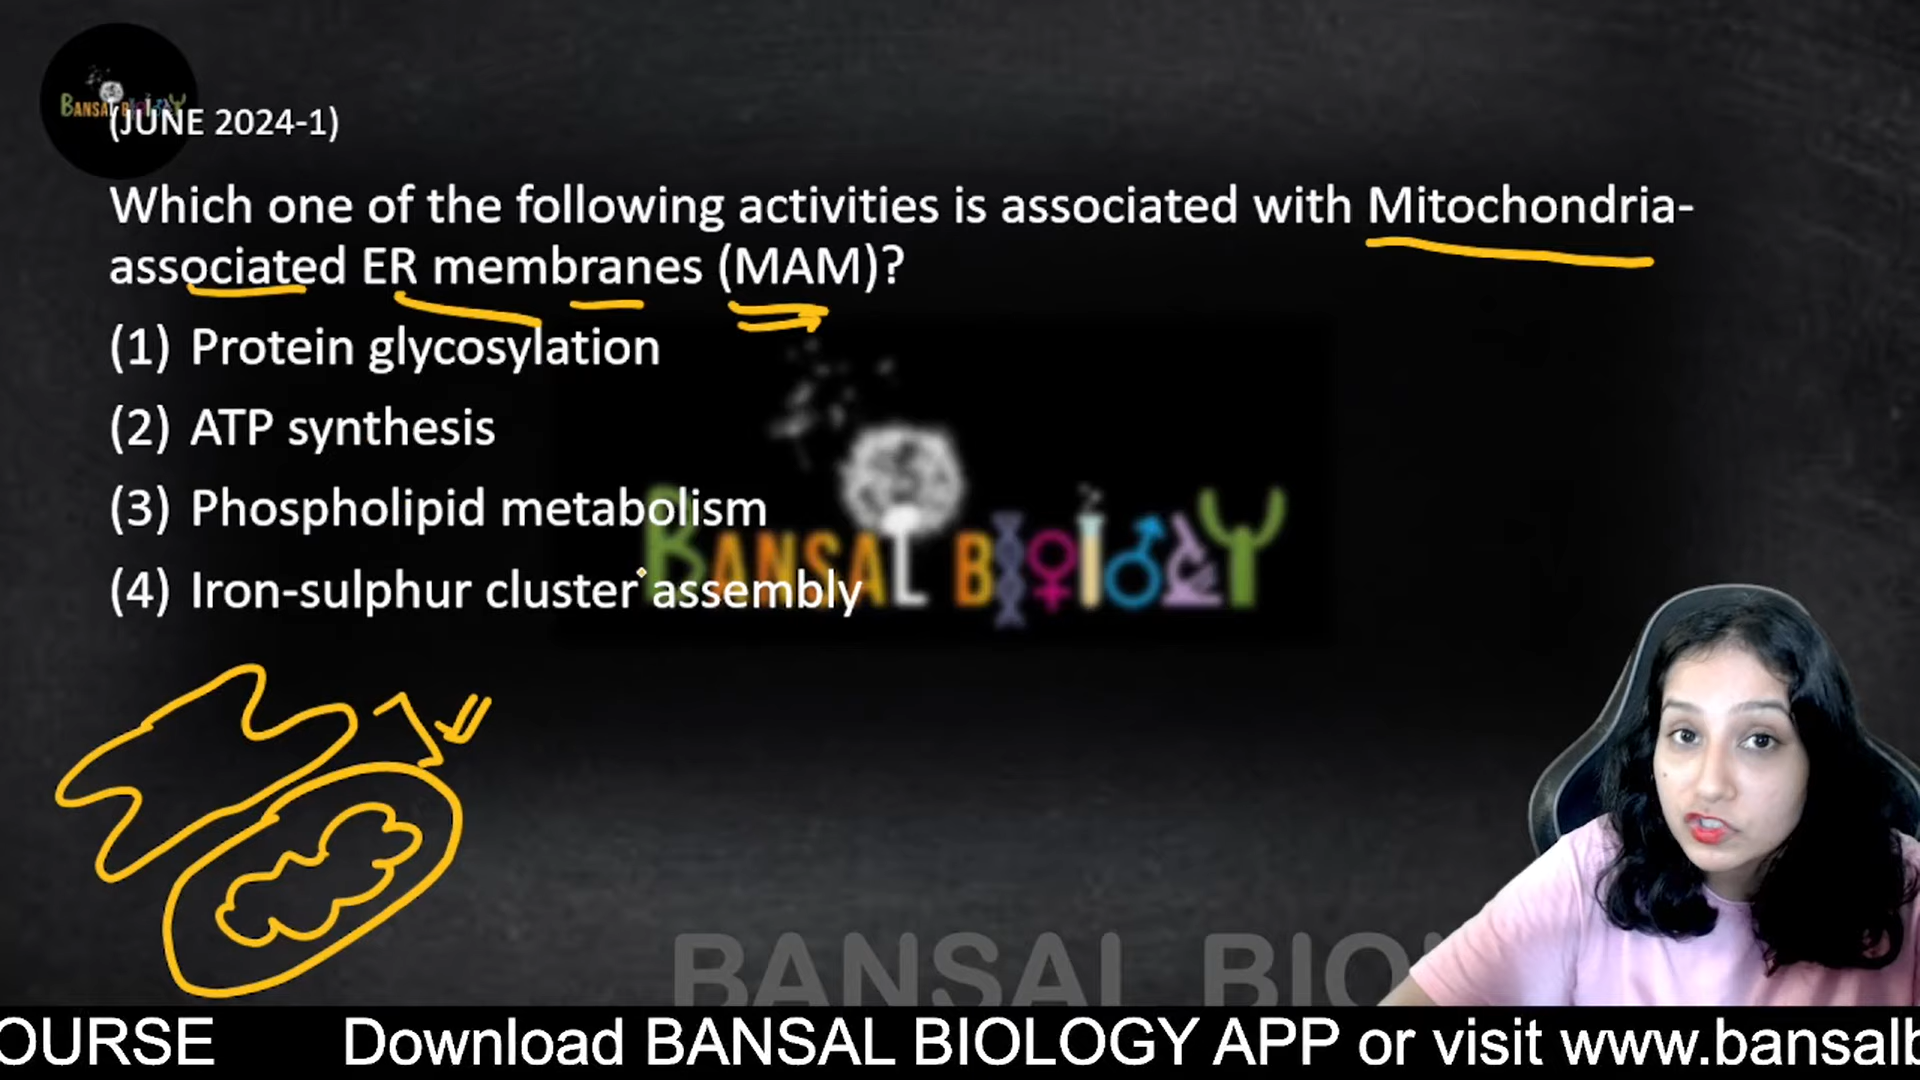 BANSAL BIOLOGY
(JUNE 2024-1)
Which one of the following activities is associated with Mitochondria-
associated ER membranes (MAM)?
(1) Protein glycosylation
(2) ATP synthesis
(3) Phospholipid metabolism
(4) Iron-sulphur cluster assembly
BANSAL BIOLOGY
BANSAL BIO
OURSE Download BANSAL BIOLOGY APP or visit www.bansalb